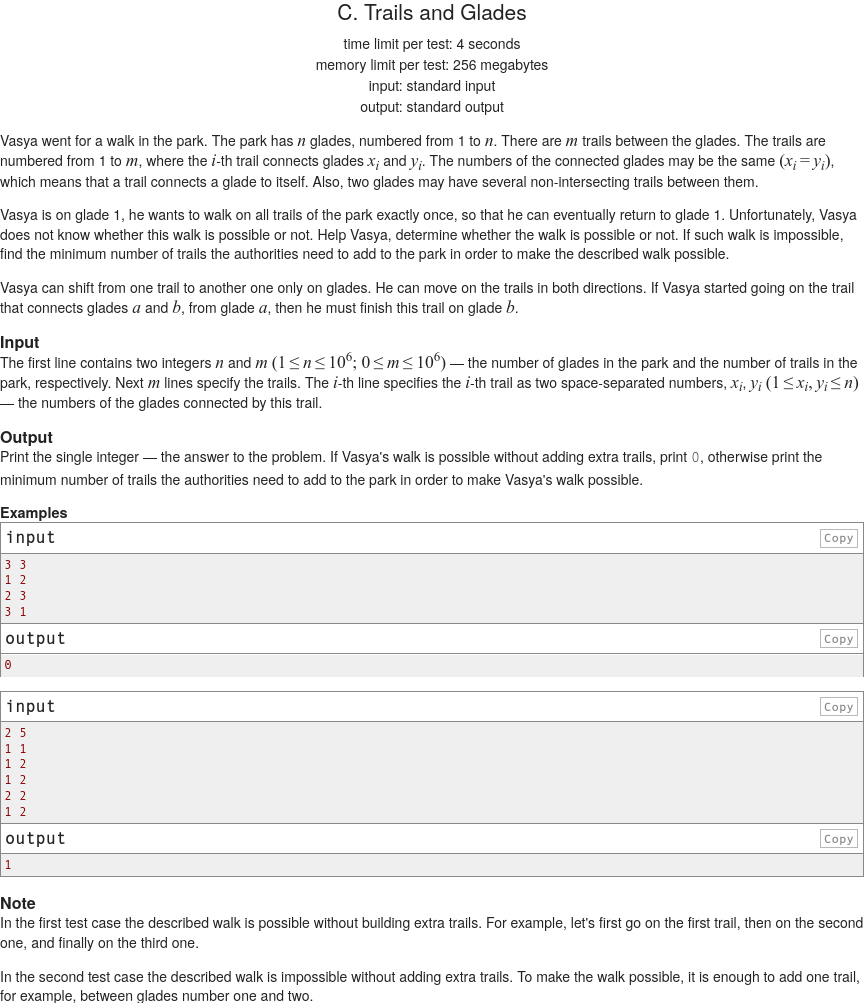 C. Trails and Glades
time limit per test: 4 seconds
memory limit per test: 256 megabytes
input: standard input
output: standard output
Vasya went for a walk in the park. The park has n glades, numbered from 1 to n. There are m trails between the glades. The trails are
numbered from 1 to m, where the i-th trail connects glades xi and yi. The numbers of the connected glades may be the same (xi = yi),
which means that a trail connects a glade to itself. Also, two glades may have several non-intersecting trails between them.
Vasya is on glade 1, he wants to walk on all trails of the park exactly once, so that he can eventually return to glade 1. Unfortunately, Vasya
does not know whether this walk is possible or not. Help Vasya, determine whether the walk is possible or not. If such walk is impossible,
find the minimum number of trails the authorities need to add to the park in order to make the described walk possible.
Vasya can shift from one trail to another one only on glades. He can move on the trails in both directions. If Vasya started going on the trail
that connects glades a and b, from glade a, then he must finish this trail on glade b.
Input
The first line contains two integers n and m (1 ≤ n ≤ 10^6; 0 ≤ m ≤ 10^6) — the number of glades in the park and the number of trails in the
park, respectively. Next m lines specify the trails. The i-th line specifies the i-th trail as two space-separated numbers, xi, yi (1 ≤ xi, yi ≤ n)
— the numbers of the glades connected by this trail.
Output
Print the single integer — the answer to the problem. If Vasya's walk is possible without adding extra trails, print 0, otherwise print the
minimum number of trails the authorities need to add to the park in order to make Vasya's walk possible.
Examples
input Copy
3 3
1 2
2 3
3 1
output Copy
0
input Copy
2 5
1 1
1 2
1 2
2 2
1 2
output Copy
1
Note
In the first test case the described walk is possible without building extra trails. For example, let's first go on the first trail, then on the second
one, and finally on the third one.
In the second test case the described walk is impossible without adding extra trails. To make the walk possible, it is enough to add one trail,
for example, between glades number one and two.